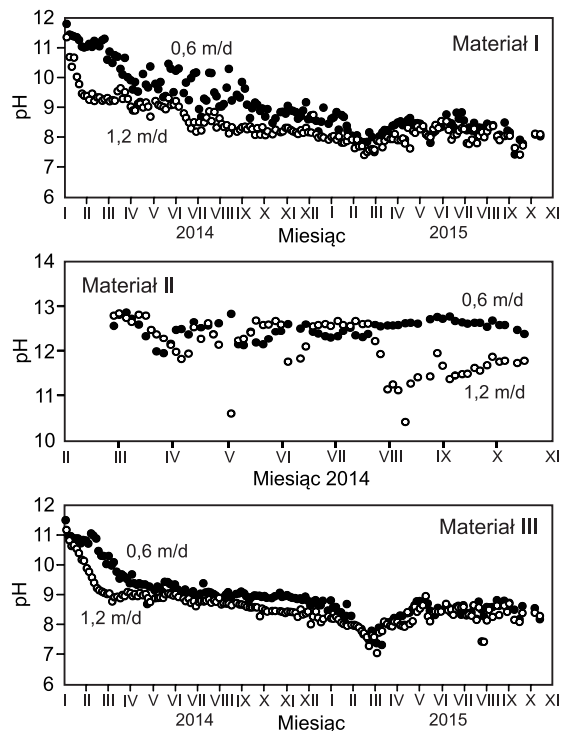 12
11
10
9
8
7
6
pH
Materiał I
0,6 m/d
1,2 m/d
I II III IV V VI VII VIII IX X XI XII I II III IV V VI VII VIII IX X XI
2014 Miesiąc 2015
14
13
12
11
10
pH
Materiał II
0,6 m/d
1,2 m/d
II III IV V VI VII VIII IX X XI
Miesiąc 2014
12
11
10
9
8
7
6
pH
Materiał III
0,6 m/d
1,2 m/d
I II III IV V VI VII VIII IX X XI XII I II III IV V VI VII VIII IX X XI
2014 Miesiąc 2015